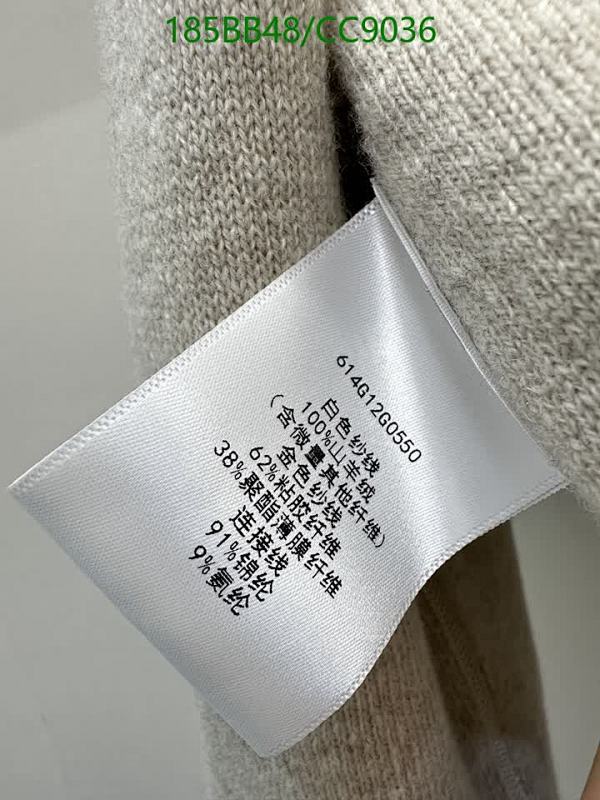 185BB48/CC9036
614G12G0550
白色纱线
100%山羊绒
(含微量其他纤维)
金色纱线
62%粘胶纤维
38%聚酯薄膜纤维
连接线
91%锦纶
9%氨纶